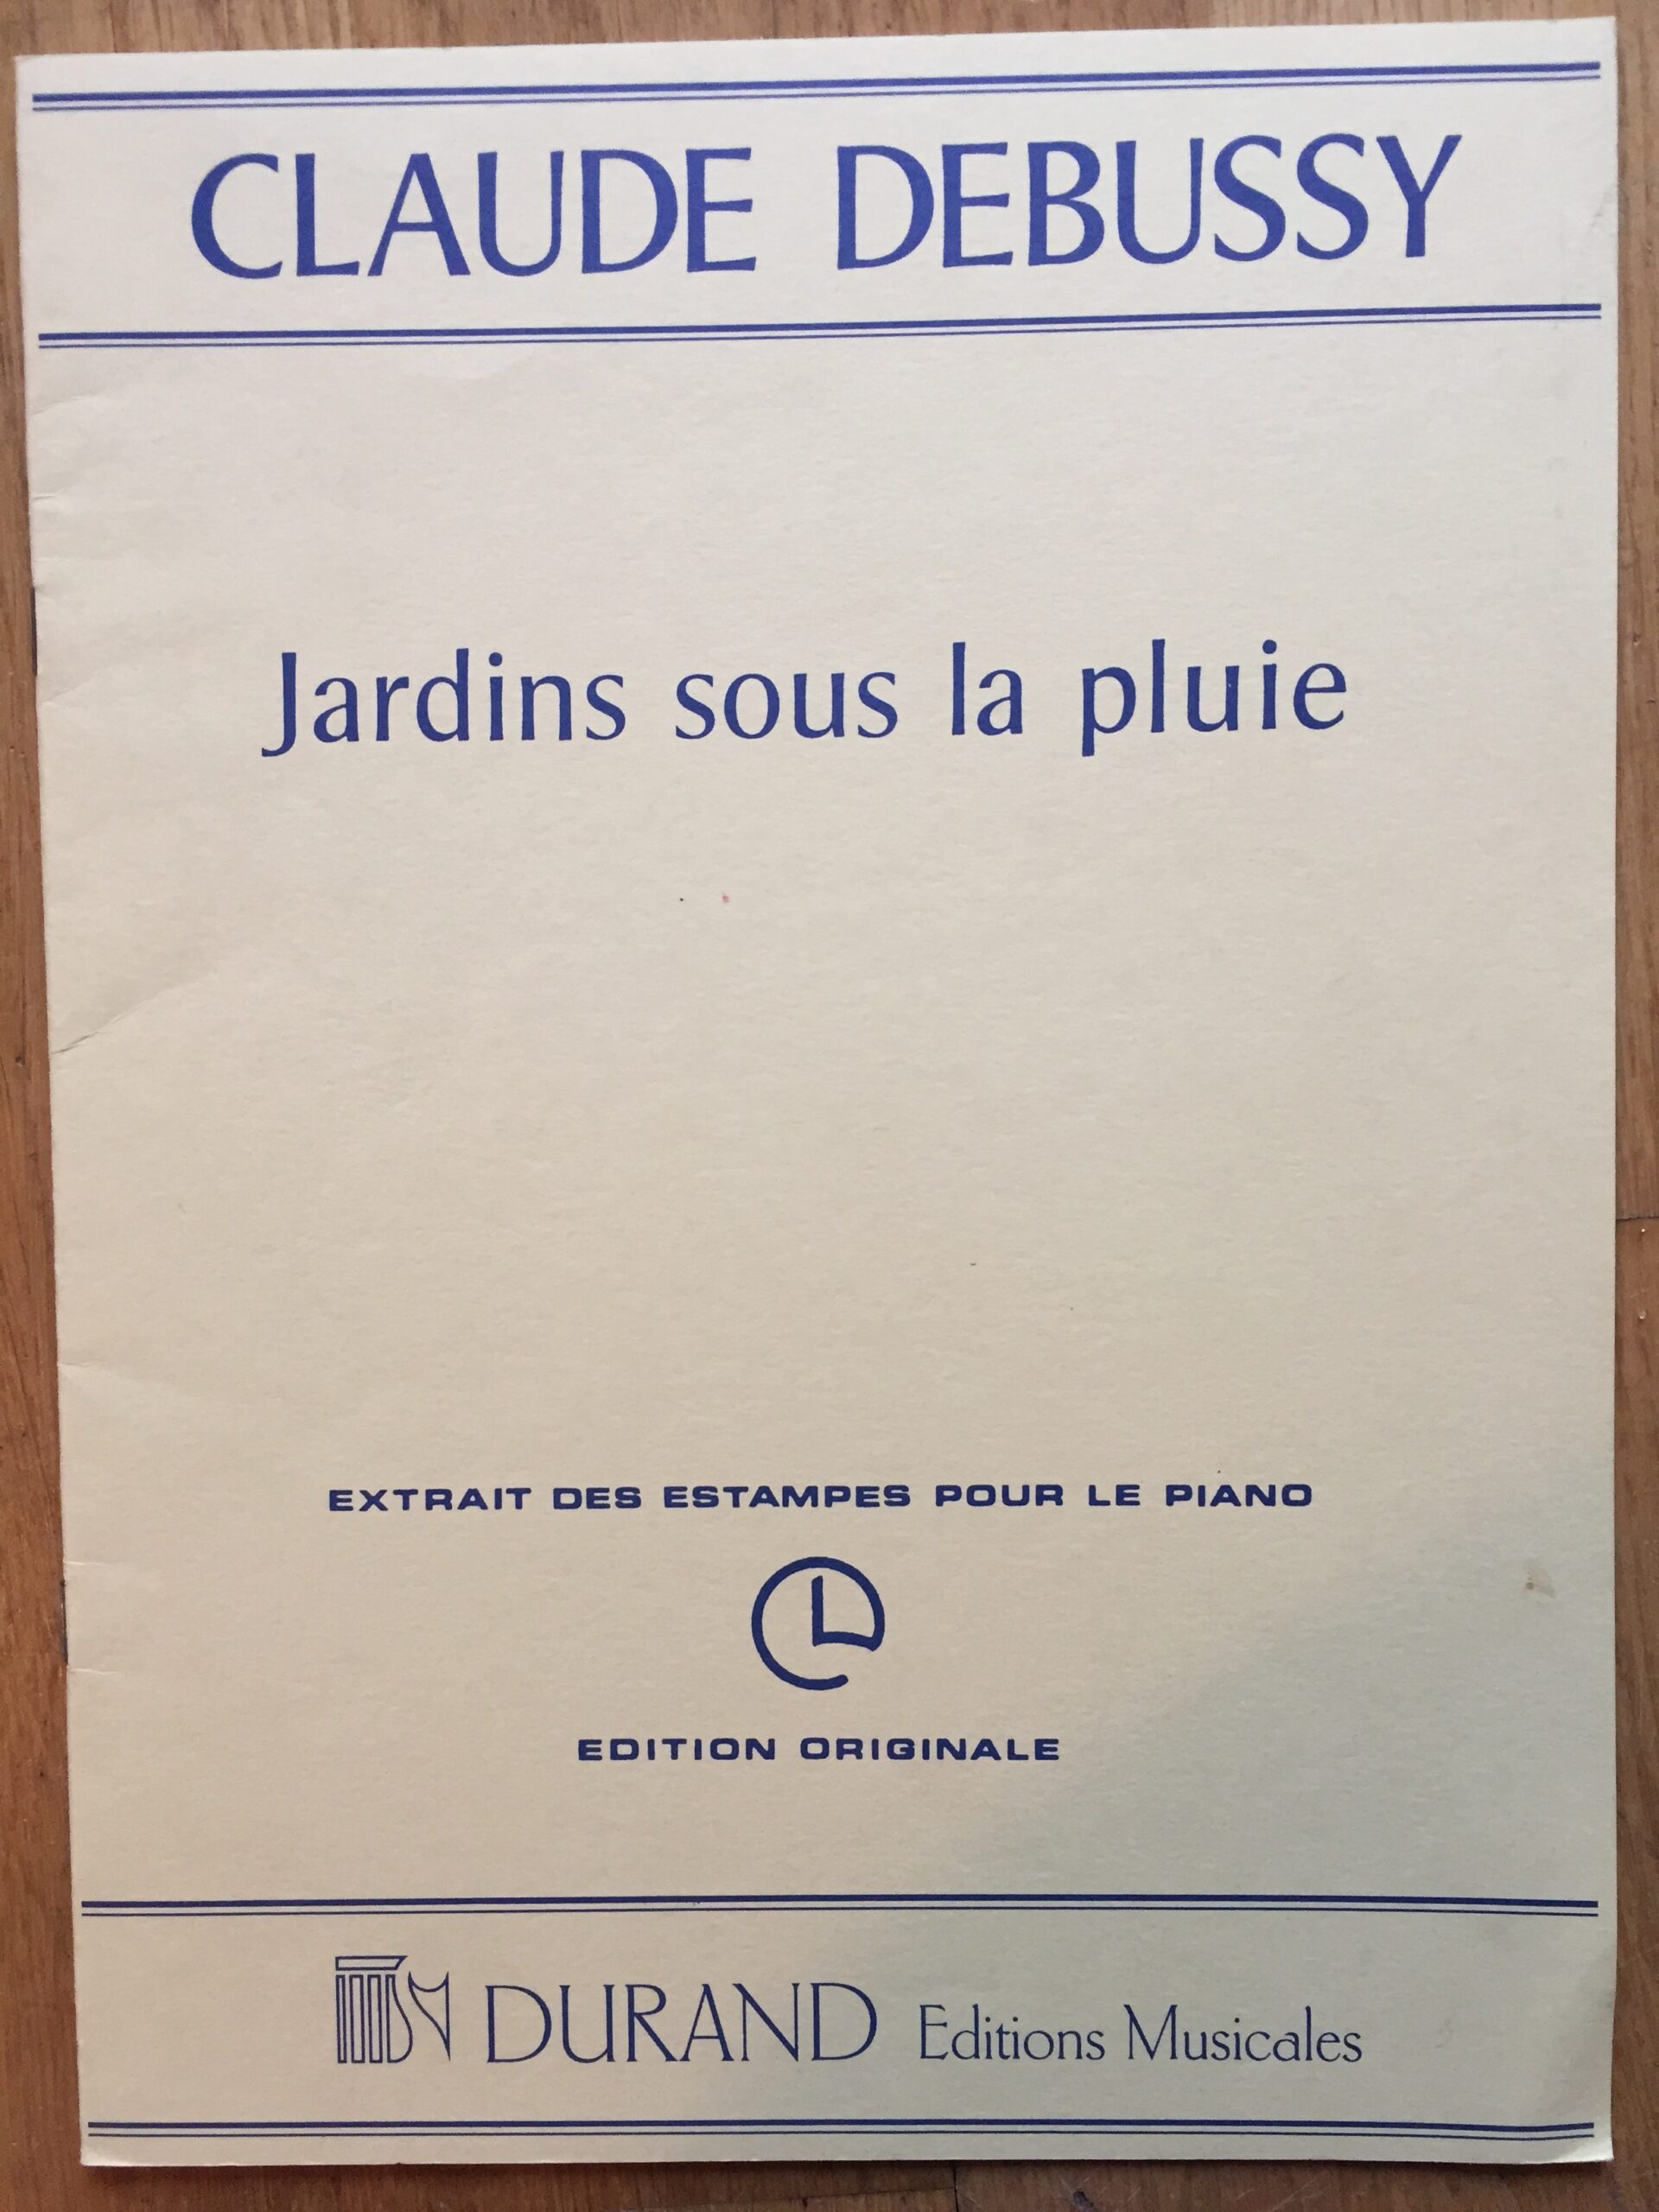 CLAUDE DEBUSSY
Jardins sous la pluie
EXTRAIT DES ESTAMPES POUR LE PIANO
EDITION ORIGINALE
DURAND Editions Musicales